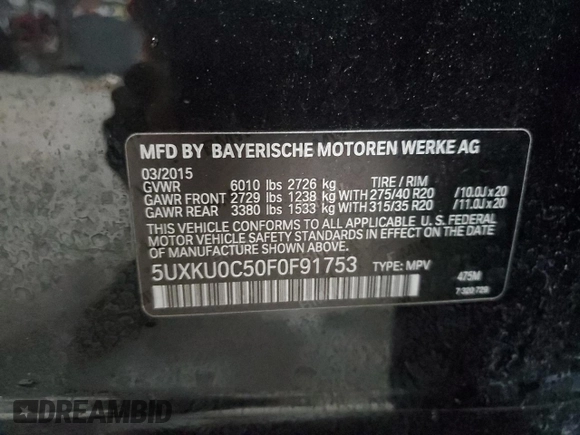 MFD BY BAYERISCHE MOTOREN WERKE AG
03/2015
GVWR 6010 lbs 2726 kg TIRE / RIM
GAWR FRONT 2729 lbs 1238 kg WITH 275/40 R20 /10.0J x 20
GAWR REAR 3380 lbs 1533 kg WITH 315/35 R20 /11.0J x 20
THIS VEHICLE CONFORMS TO ALL APPLICABLE U.S. FEDERAL
MOTOR VEHICLE SAFETY STANDARDS IN EFFECT ON THE DATE
OF MANUFACTURE SHOWN ABOVE.
5UXKU0C50F0F91753 TYPE: MPV 475M
7 320 729
DREAMBID